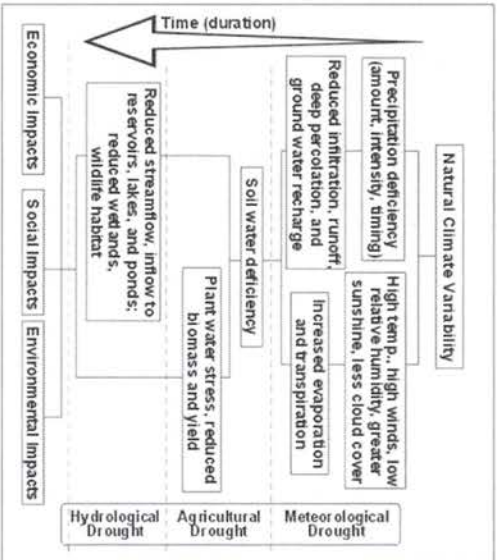 Natural Climate Variability
Precipitation deficiency
(amount, intensity, timing)
High temp., high winds, low
relative humidity, greater
sunshine, less cloud cover
Reduced infiltration, runoff,
deep percolation, and
ground water recharge
Increased evaporation
and transpiration
Soil water deficiency
Plant water stress, reduced
biomass and yield
Reduced streamflow, inflow to
reservoirs, lakes, and ponds;
reduced wetlands,
wildlife habitat
Economic Impacts
Social Impacts
Environmental Impacts
Time (duration)
Meteorological
Drought
Agricultural
Drought
Hydrological
Drought